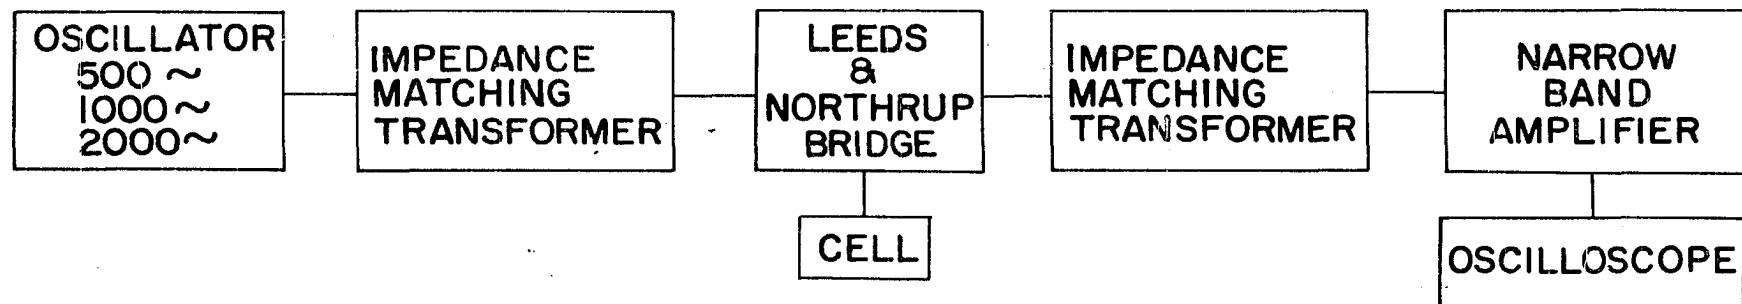 OSCILLATOR
500 ~
1000 ~
2000 ~
IMPEDANCE
MATCHING
TRANSFORMER
LEEDS
&
NORTHRUP
BRIDGE
IMPEDANCE
MATCHING
TRANSFORMER
NARROW
BAND
AMPLIFIER
CELL
OSCILLOSCOPE